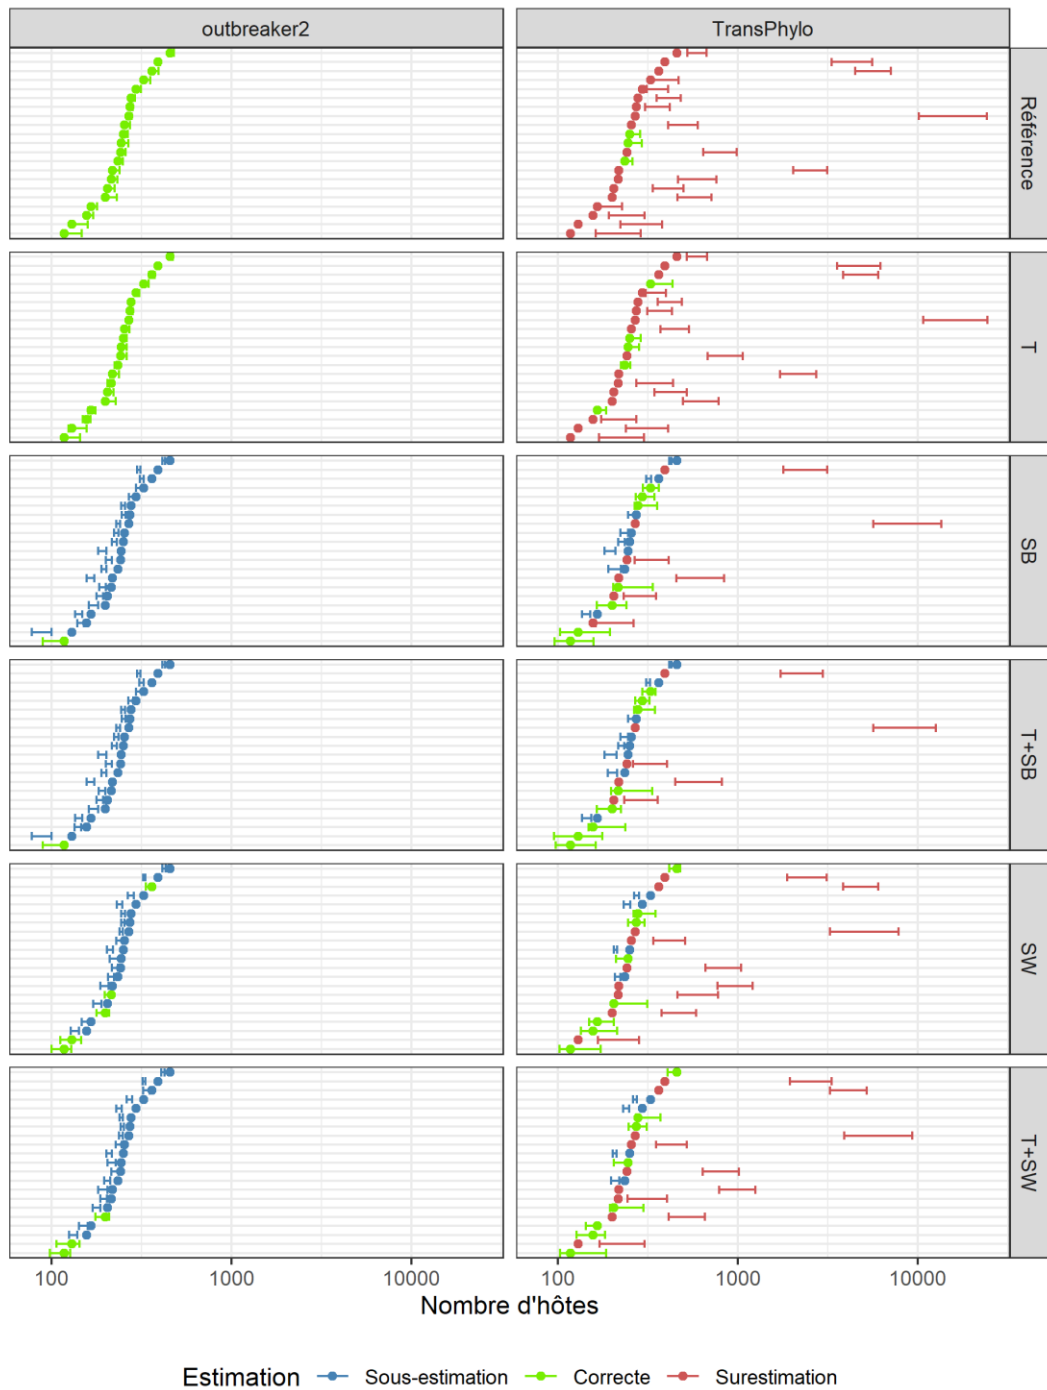 outbreaker2
TransPhylo
Référence
T
SB
T+SB
SW
T+SW
100 1000 10000 100 1000 10000
Nombre d'hôtes
Estimation Sous-estimation Correcte Surestimation